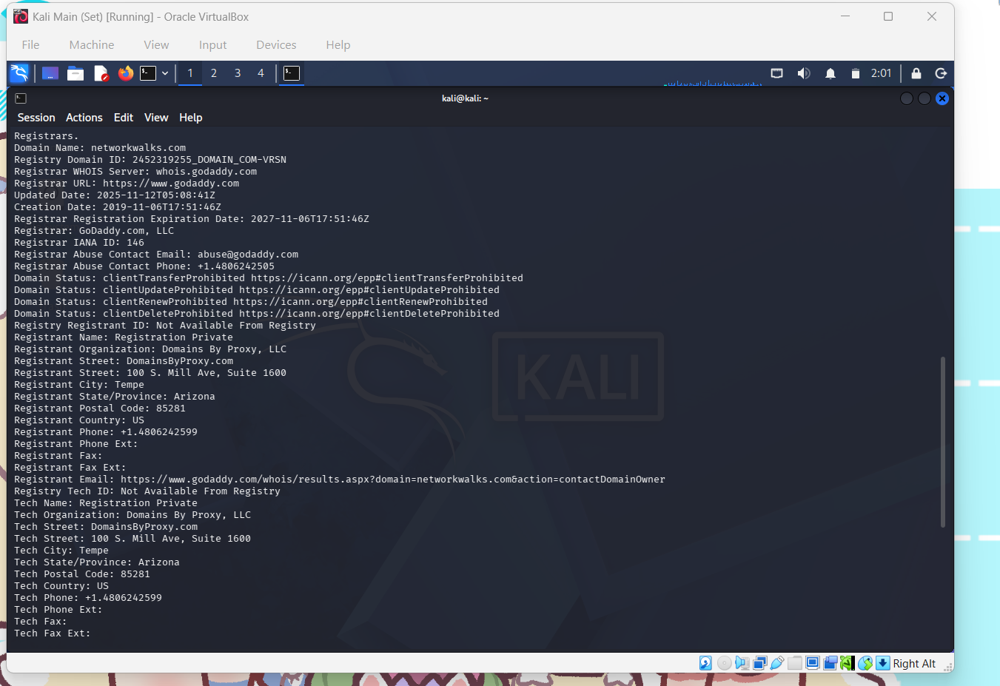 Kali Main (Set) [Running] - Oracle VirtualBox
File Machine View Input Devices Help
1 2 3 4 2:01
kali@kali: ~
Session Actions Edit View Help
Registrars.
Domain Name: networkwalks.com
Registry Domain ID: 2452319255_DOMAIN_COM-VRSN
Registrar WHOIS Server: whois.godaddy.com
Registrar URL: https://www.godaddy.com
Updated Date: 2025-11-12T05:08:41Z
Creation Date: 2019-11-06T17:51:46Z
Registrar Registration Expiration Date: 2027-11-06T17:51:46Z
Registrar: GoDaddy.com, LLC
Registrar IANA ID: 146
Registrar Abuse Contact Email: abuse@godaddy.com
Registrar Abuse Contact Phone: +1.4806242505
Domain Status: clientTransferProhibited https://icann.org/epp#clientTransferProhibited
Domain Status: clientUpdateProhibited https://icann.org/epp#clientUpdateProhibited
Domain Status: clientRenewProhibited https://icann.org/epp#clientRenewProhibited
Domain Status: clientDeleteProhibited https://icann.org/epp#clientDeleteProhibited
Registry Registrant ID: Not Available From Registry
Registrant Name: Registration Private
Registrant Organization: Domains By Proxy, LLC
Registrant Street: DomainsByProxy.com
Registrant Street: 100 S. Mill Ave, Suite 1600
Registrant City: Tempe
Registrant State/Province: Arizona
Registrant Postal Code: 85281
Registrant Country: US
Registrant Phone: +1.4806242599
Registrant Phone Ext:
Registrant Fax:
Registrant Fax Ext:
Registrant Email: https://www.godaddy.com/whois/results.aspx?domain=networkwalks.com&action=contactDomainOwner
Registry Tech ID: Not Available From Registry
Tech Name: Registration Private
Tech Organization: Domains By Proxy, LLC
Tech Street: DomainsByProxy.com
Tech Street: 100 S. Mill Ave, Suite 1600
Tech City: Tempe
Tech State/Province: Arizona
Tech Postal Code: 85281
Tech Country: US
Tech Phone: +1.4806242599
Tech Phone Ext:
Tech Fax:
Tech Fax Ext:
KALI
Right Alt